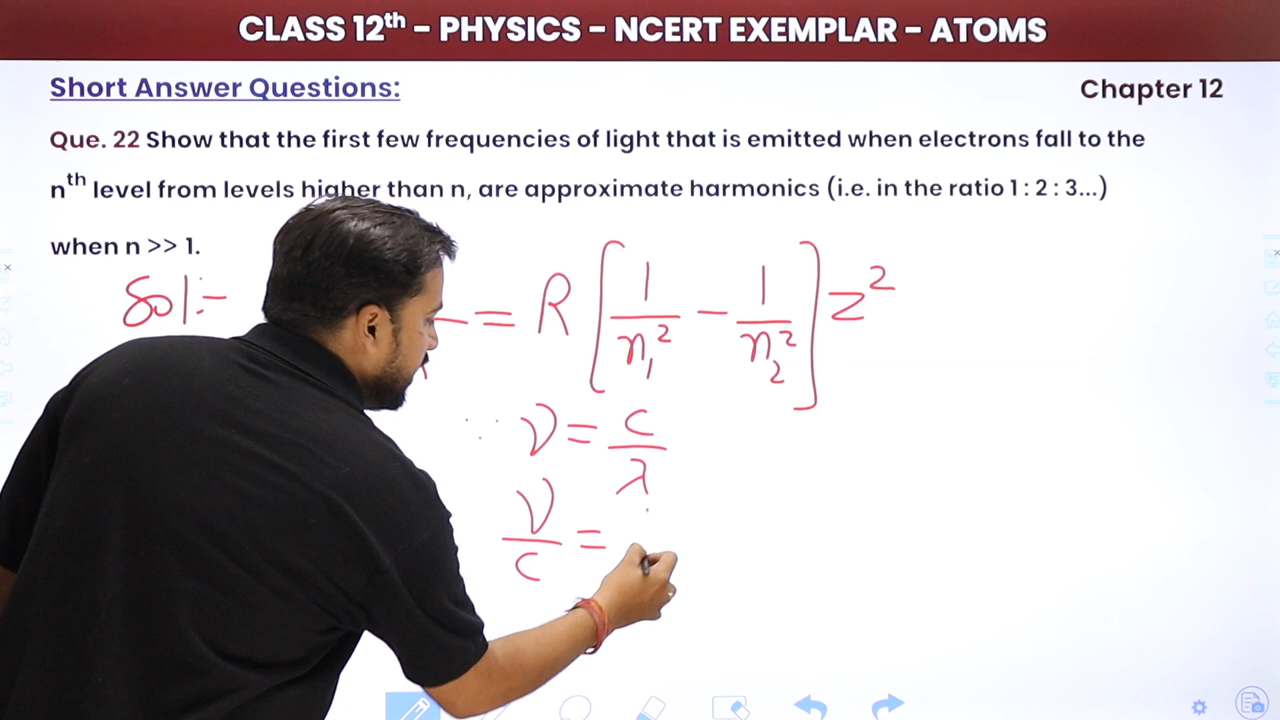 CLASS 12th – PHYSICS – NCERT EXEMPLAR – ATOMS
Short Answer Questions:
Chapter 12
Que. 22 Show that the first few frequencies of light that is emitted when electrons fall to the
nth level from levels higher than n, are approximate harmonics (i.e. in the ratio 1 : 2 : 3...)
when n >> 1.
Sol:- = R [ 1/n₁² − 1/n₂² ] z²
∵ ν = c/λ
ν/c =